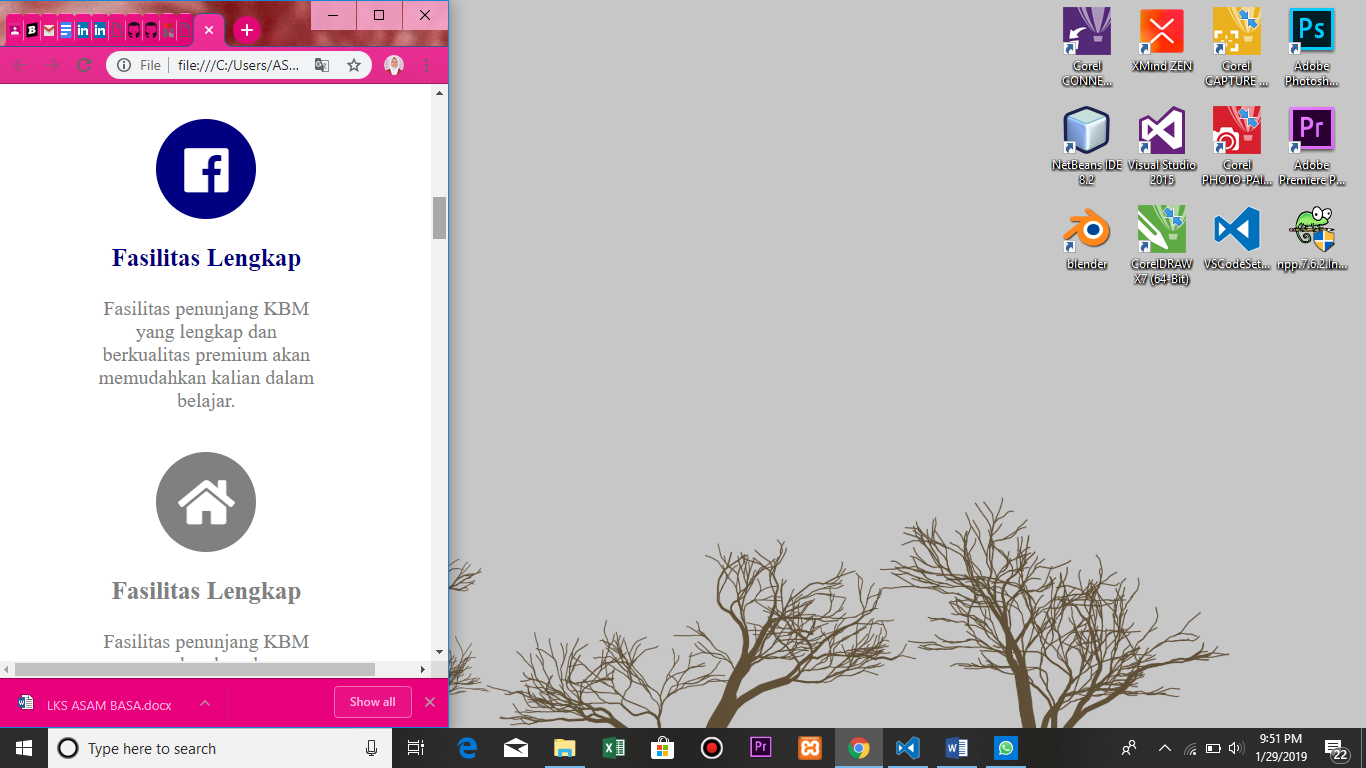 File
file:///C:/Users/AS...
Fasilitas Lengkap
Fasilitas penunjang KBM
yang lengkap dan
berkualitas premium akan
memudahkan kalian dalam
belajar.
Fasilitas Lengkap
Fasilitas penunjang KBM
LKS ASAM BASA.docx
Show all
Corel
CONNE...
XMind ZEN
Corel
CAPTURE ...
Ps
Adobe
Photosh...
NetBeans IDE
8.2
Visual Studio
2015
Corel
PHOTO-PAI...
Pr
Adobe
Premiere P...
blender
CorelDRAW
X7 (64-Bit)
VSCodeSet...
npp.7.6.2.In...
Type here to search
Pr
9:51 PM
1/29/2019
22